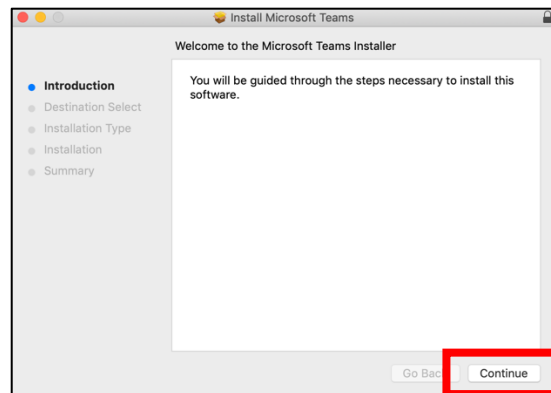 Install Microsoft Teams
Welcome to the Microsoft Teams Installer
Introduction
Destination Select
Installation Type
Installation
Summary
You will be guided through the steps necessary to install this
software.
Go Back
Continue